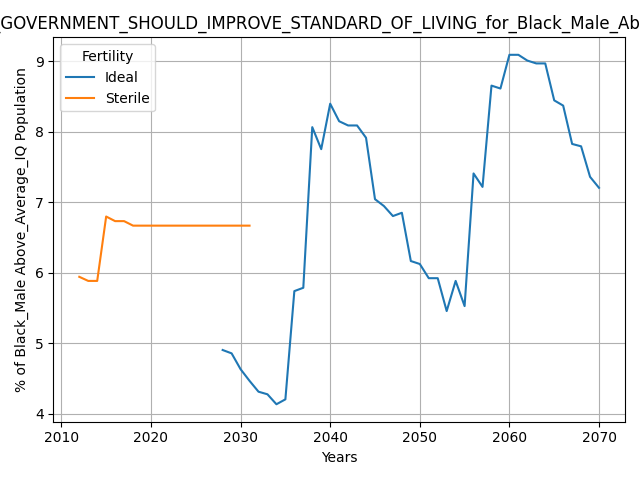 _GOVERNMENT_SHOULD_IMPROVE_STANDARD_OF_LIVING_for_Black_Male_Ab
Fertility
Ideal
Sterile
% of Black_Male Above_Average_IQ Population
9
8
7
6
5
4
2010 2020 2030 2040 2050 2060 2070
Years